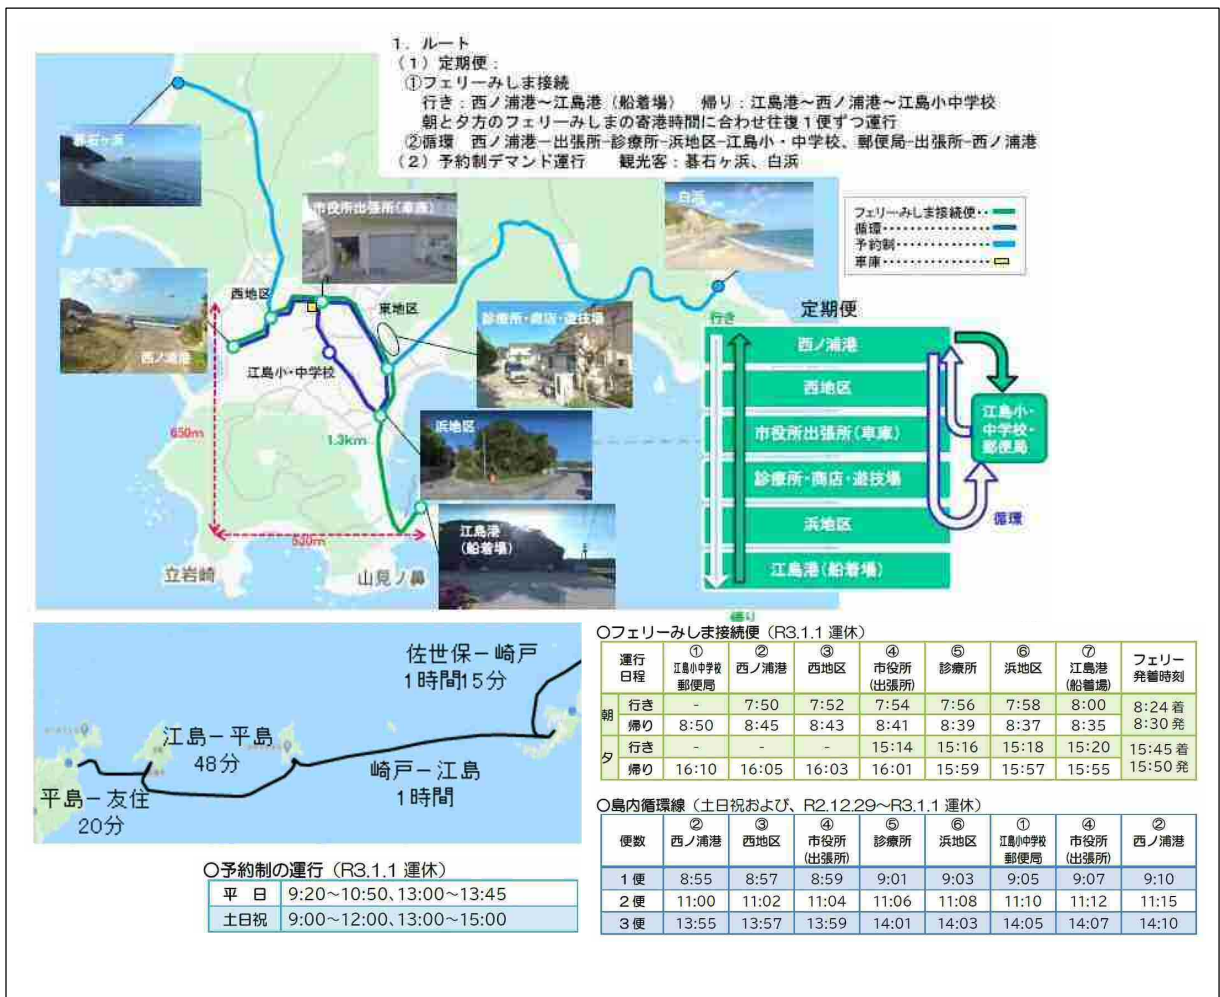 1．ルート
（1）定期便：
①フェリーみしま接続
行き：西ノ浦港～江島港（船着場）　帰り：江島港～西ノ浦港～江島小中学校
朝と夕方のフェリーみしまの寄港時間に合わせ往復1便ずつ運行
②循環　西ノ浦港－出張所－診療所－浜地区－江島小・中学校、郵便局－出張所－西ノ浦港
（2）予約制デマンド運行　　観光客：碁石ヶ浜、白浜
碁石ヶ浜
市役所出張所（車庫）
白浜
フェリーみしま接続便‥
循環‥‥‥‥‥‥‥
予約制‥‥‥‥‥‥
車庫‥‥‥‥‥‥‥
西地区
東地区
診療所・商店・遊技場
西ノ浦港
江島小・中学校
650m
1.3km
浜地区
530m
江島港
（船着場）
立岩崎
山見ノ鼻
定期便
行き
西ノ浦港
西地区
市役所出張所（車庫）
診療所・商店・遊技場
浜地区
江島港（船着場）
江島小・
中学校・
郵便局
循環
帰り
佐世保－崎戸
1時間15分
江島－平島
48分
崎戸－江島
1時間
平島－友住
20分
〇予約制の運行（R3.1.1 運休）
平　日　9:20～10:50、13:00～13:45
土日祝　9:00～12:00、13:00～15:00
〇フェリーみしま接続便（R3.1.1 運休）
運行日程　①江島小中学校郵便局　②西ノ浦港　③西地区　④市役所（出張所）　⑤診療所　⑥浜地区　⑦江島港（船着場）　フェリー発着時刻
朝　行き　-　7:50　7:52　7:54　7:56　7:58　8:00　8:24 着
帰り　8:50　8:45　8:43　8:41　8:39　8:37　8:35　8:30 発
夕　行き　-　-　-　15:14　15:16　15:18　15:20　15:45 着
帰り　16:10　16:05　16:03　16:01　15:59　15:57　15:55　15:50 発
〇島内循環線（土日祝および、R2.12.29～R3.1.1 運休）
便数　②西ノ浦港　③西地区　④市役所（出張所）　⑤診療所　⑥浜地区　①江島小中学校郵便局　④市役所（出張所）　②西ノ浦港
1便　8:55　8:57　8:59　9:01　9:03　9:05　9:07　9:10
2便　11:00　11:02　11:04　11:06　11:08　11:10　11:12　11:15
3便　13:55　13:57　13:59　14:01　14:03　14:05　14:07　14:10